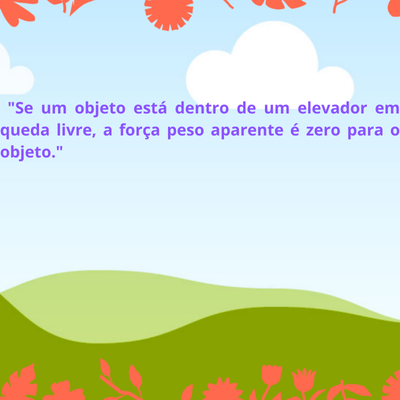 "Se um objeto está dentro de um elevador em
queda livre, a força peso aparente é zero para o
objeto."